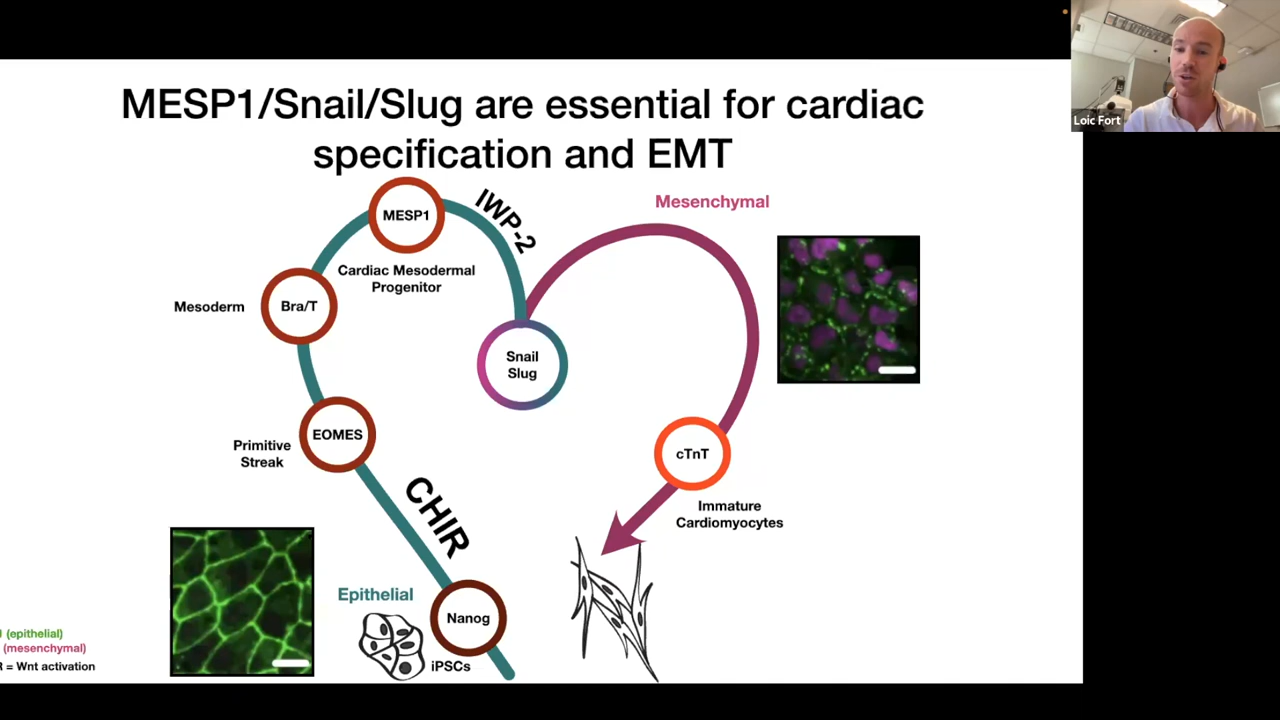 MESP1/Snail/Slug are essential for cardiac
specification and EMT
Loic Fort
MESP1
IWP-2
Mesenchymal
Cardiac Mesodermal
Progenitor
Mesoderm
Bra/T
Snail
Slug
EOMES
Primitive
Streak
CHIR
cTnT
Immature
Cardiomyocytes
Epithelial
Nanog
iPSCs
(epithelial)
(mesenchymal)
R = Wnt activation